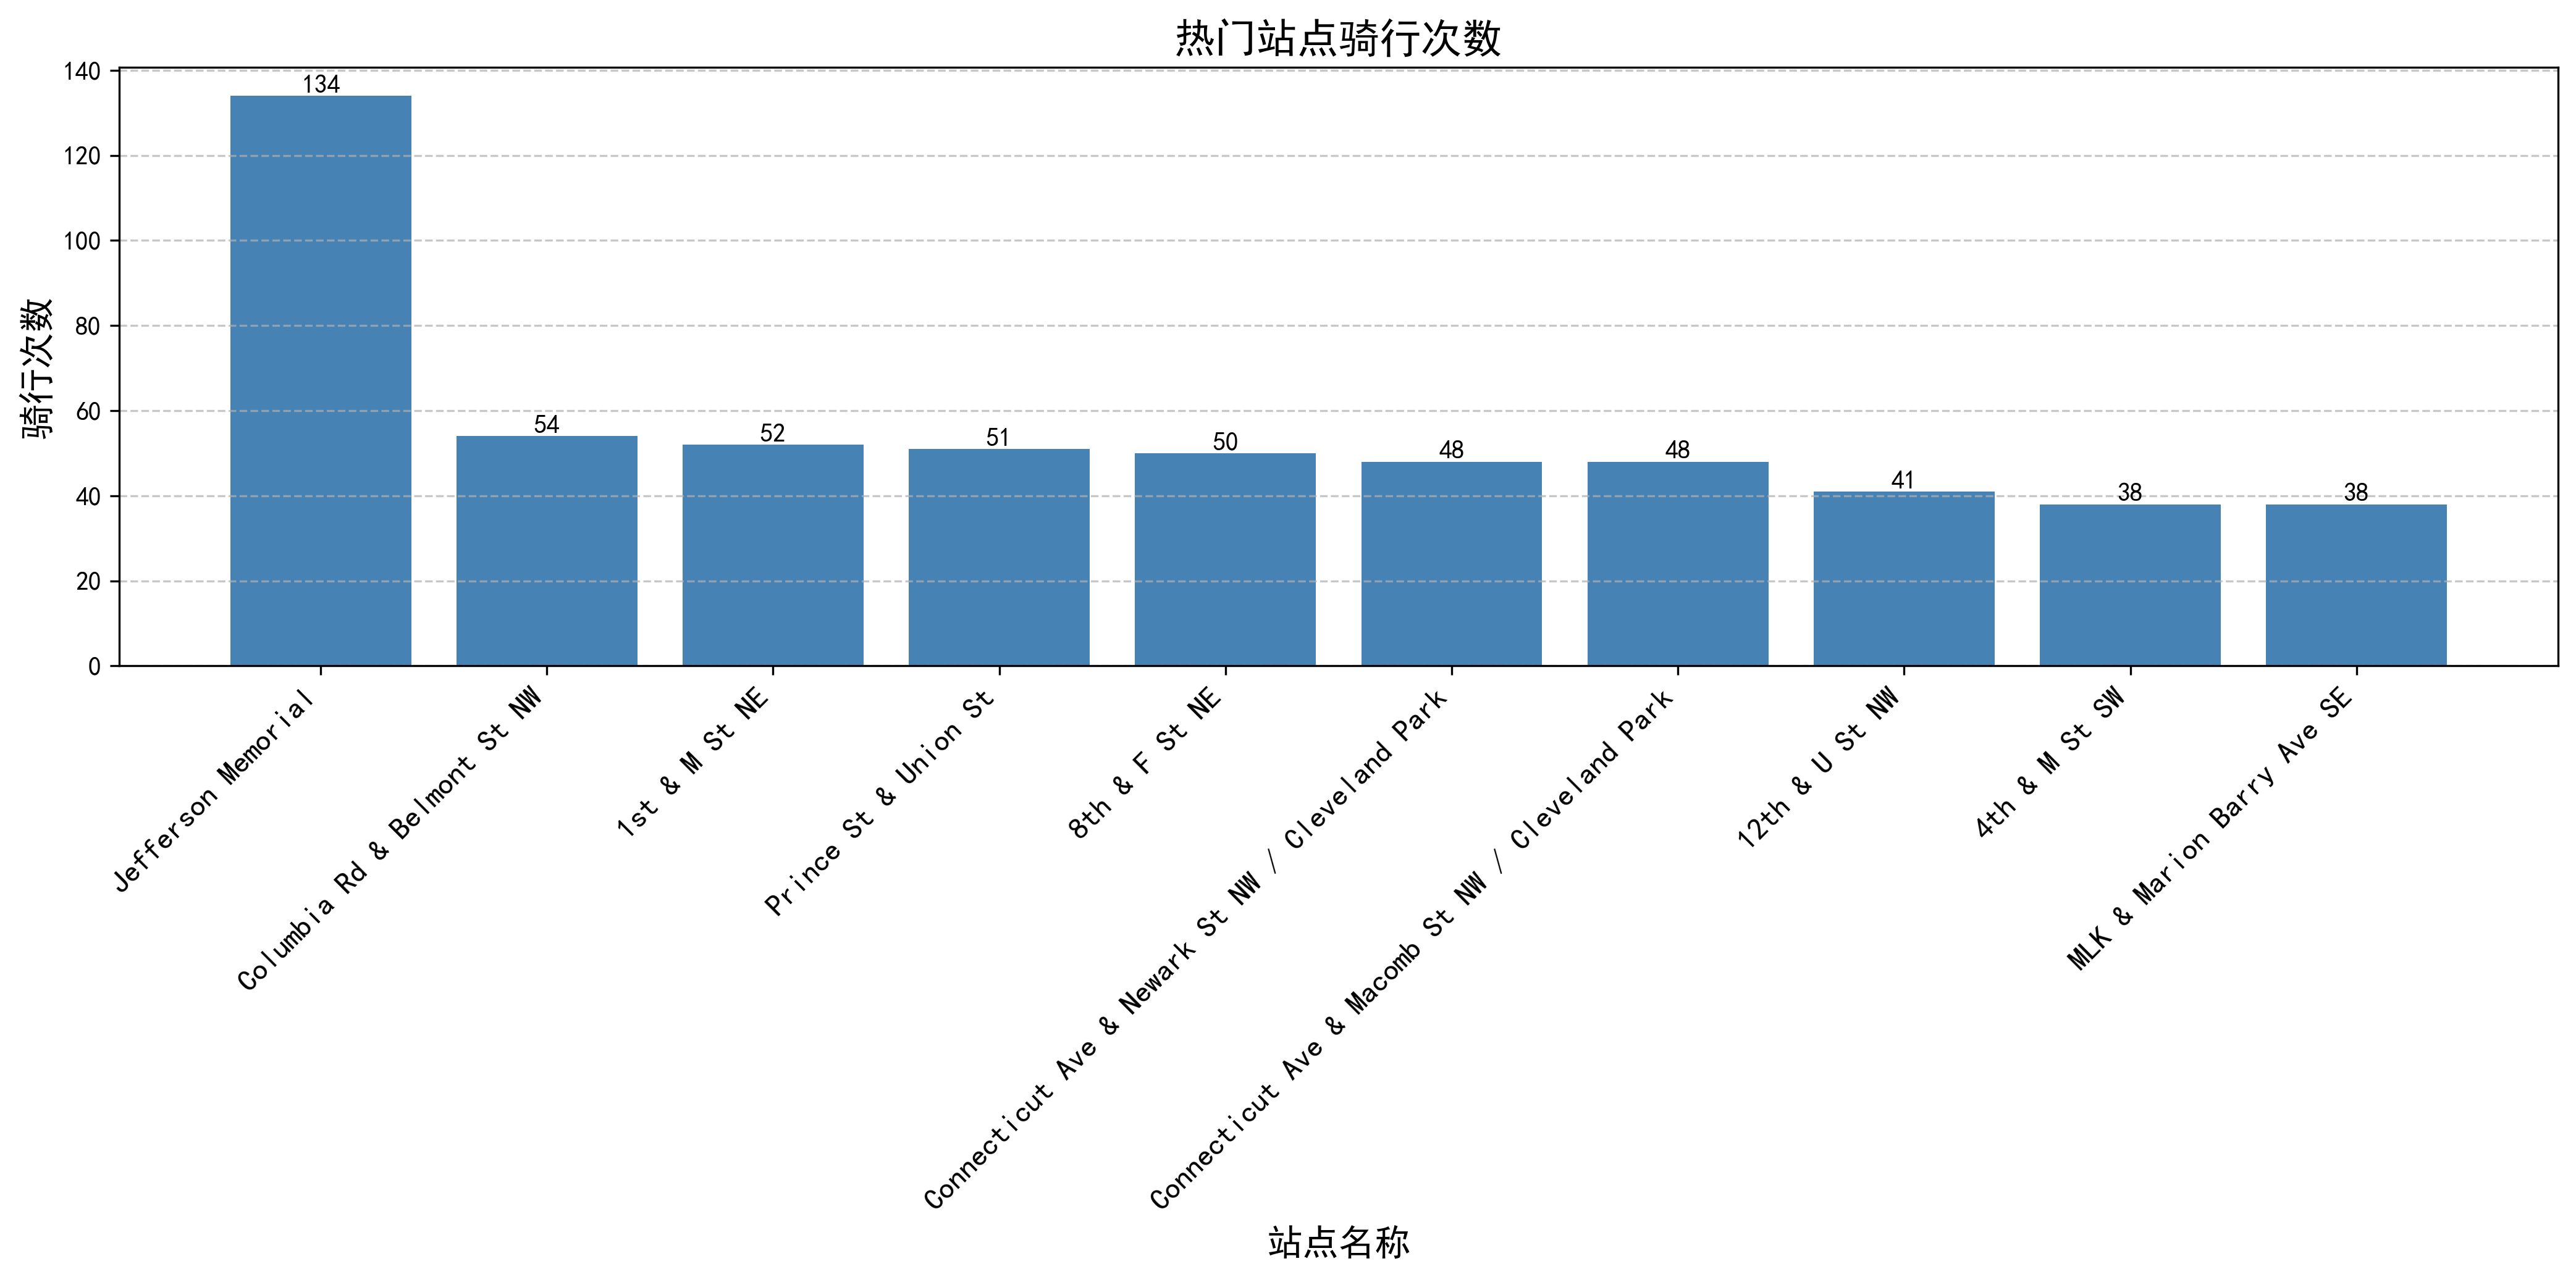 热门站点骑行次数
140
120
100
80
60
40
20
0
骑行次数
134
54
52
51
50
48
48
41
38
38
Jefferson Memorial
Columbia Rd & Belmont St NW
1st & M St NE
Prince St & Union St
8th & F St NE
Connecticut Ave & Newark St NW / Cleveland Park
Connecticut Ave & Macomb St NW / Cleveland Park
12th & U St NW
4th & M St SW
MLK & Marion Barry Ave SE
站点名称